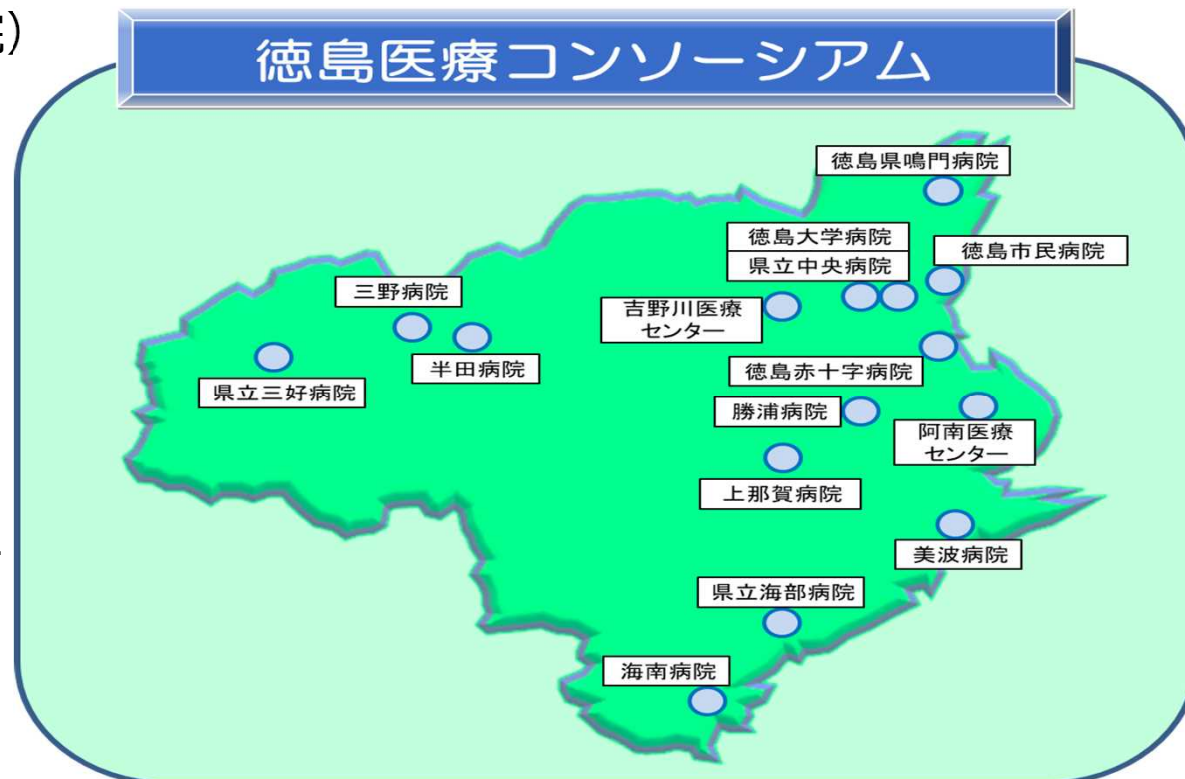 徳島医療コンソーシアム
徳島県鳴門病院
徳島大学病院
県立中央病院
徳島市民病院
三野病院
吉野川医療
センター
半田病院
県立三好病院
徳島赤十字病院
勝浦病院
阿南医療
センター
上那賀病院
美波病院
県立海部病院
海南病院